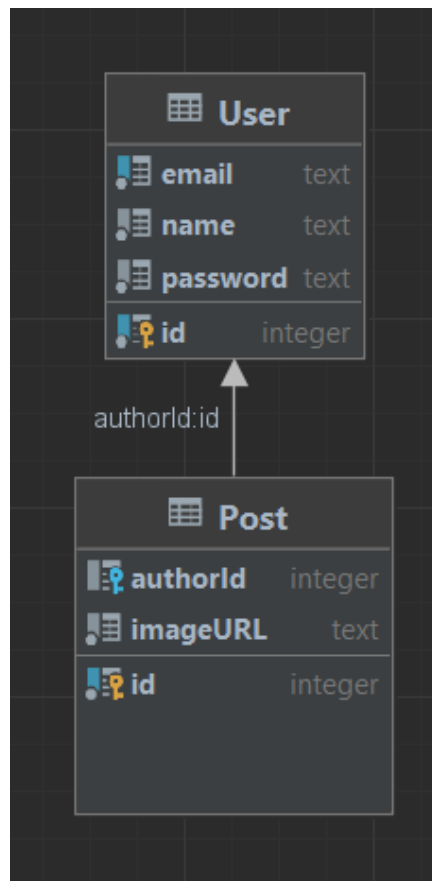 User
email text
name text
password text
id integer
authorId:id
Post
authorId integer
imageURL text
id integer